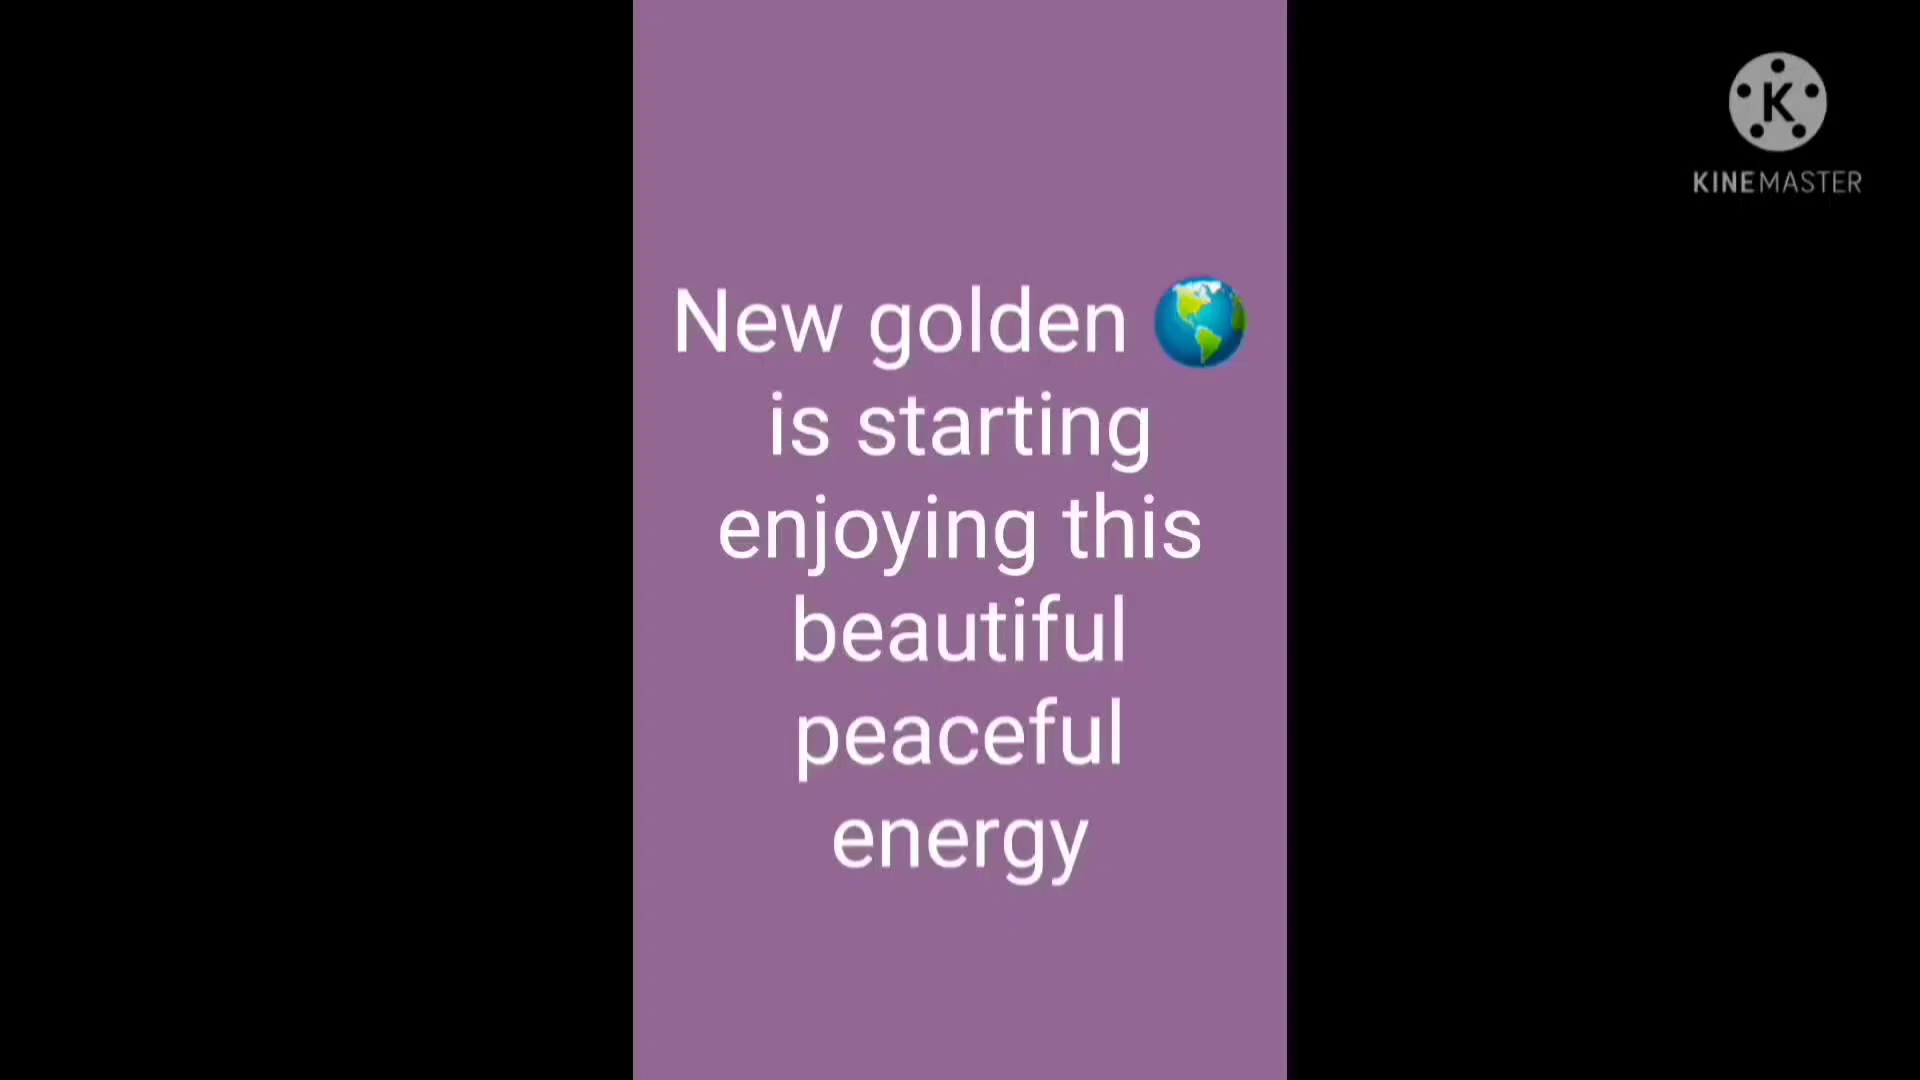 New golden 🌎
is starting
enjoying this
beautiful
peaceful
energy
K
KINEMASTER